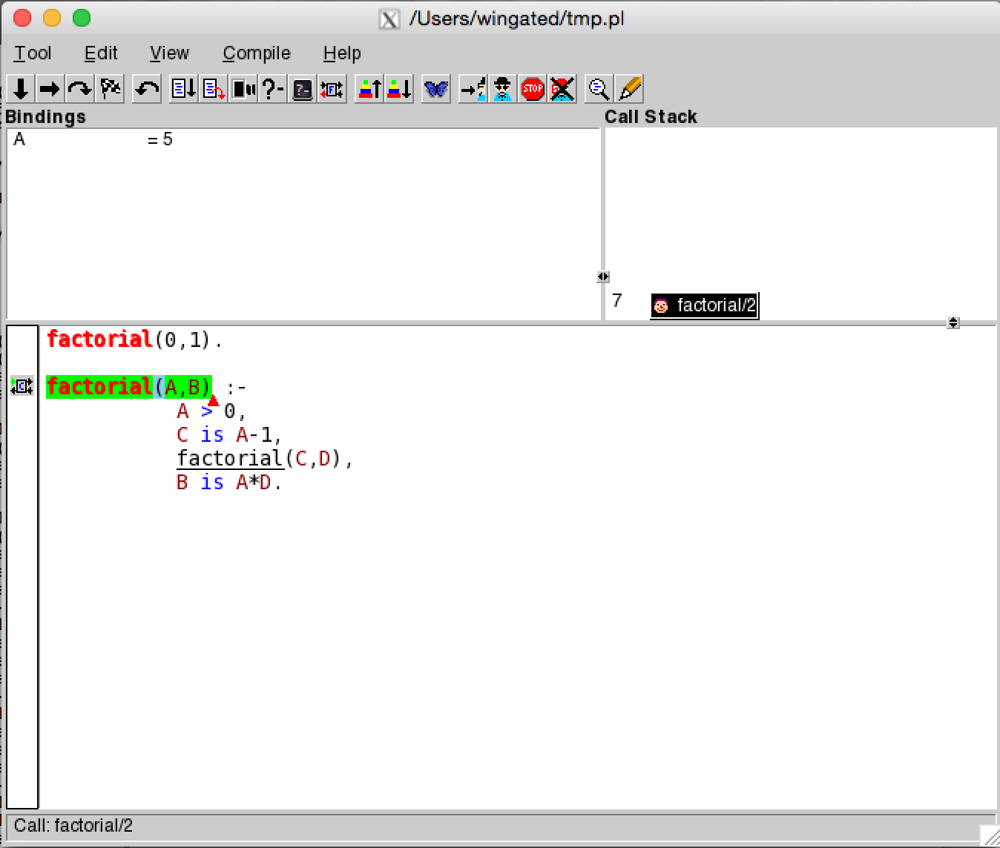 /Users/wingated/tmp.pl
Tool Edit View Compile Help
?- ?- F STOP
Bindings
Call Stack
A = 5
7 factorial/2
factorial(0,1).
C factorial(A,B) :-
A > 0,
C is A-1,
factorial(C,D),
B is A*D.
Call: factorial/2